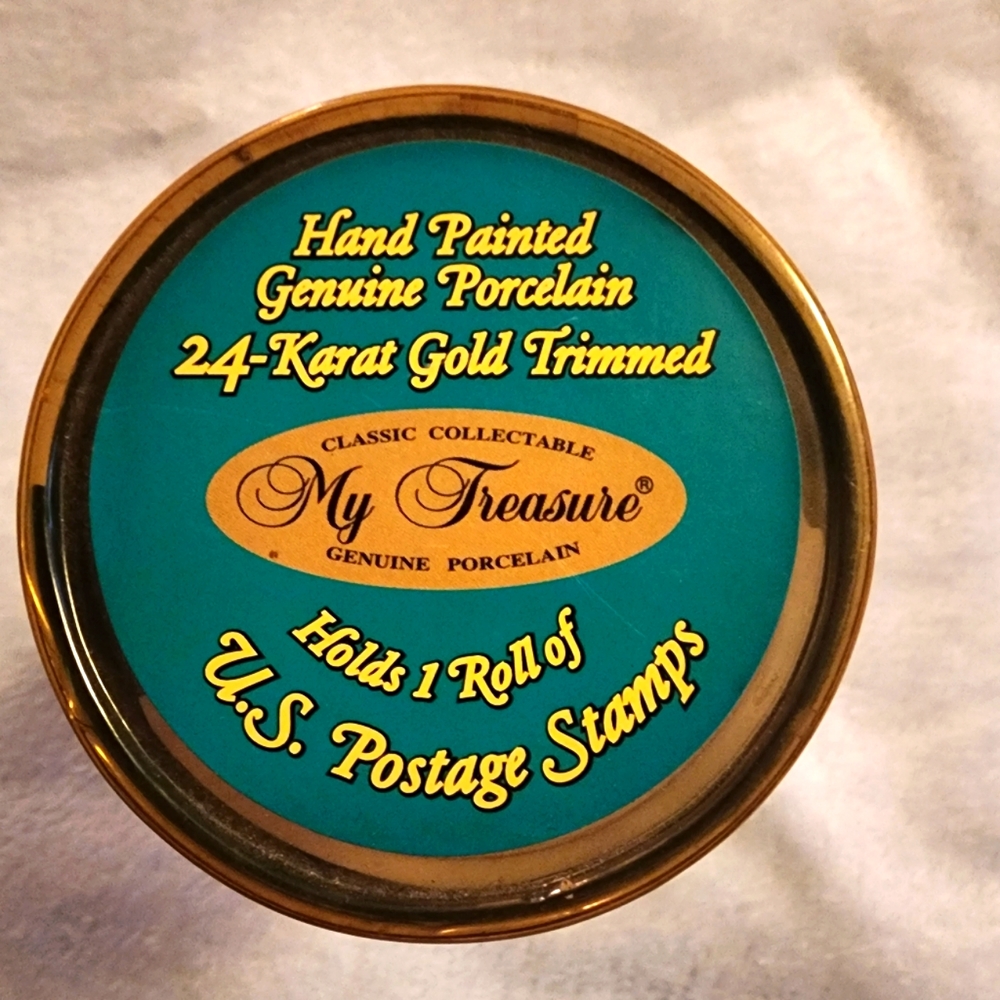 Hand Painted
Genuine Porcelain
24-Karat Gold Trimmed
CLASSIC COLLECTABLE
My Treasure®
GENUINE PORCELAIN
Holds 1 Roll of
U.S. Postage Stamps